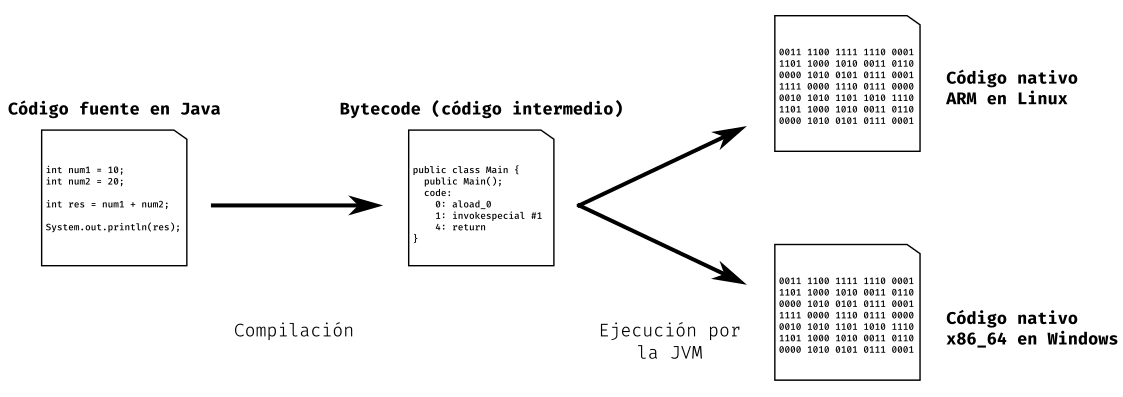 Código fuente en Java
int num1 = 10;
int num2 = 20;
int res = num1 + num2;
System.out.println(res);
Compilación
Bytecode (código intermedio)
public class Main {
public Main();
code:
0: aload_0
1: invokespecial #1
4: return
}
Ejecución por
la JVM
0011 1100 1111 1110 0001
1101 1000 1010 0011 0110
0000 1010 0101 0111 0001
1111 0000 1110 0111 0000
0010 1010 1101 1010 1110
1101 1000 1010 0011 0110
0000 1010 0101 0111 0001
Código nativo
ARM en Linux
0011 1100 1111 1110 0001
1101 1000 1010 0011 0110
0000 1010 0101 0111 0001
1111 0000 1110 0111 0000
0010 1010 1101 1010 1110
1101 1000 1010 0011 0110
0000 1010 0101 0111 0001
Código nativo
x86_64 en Windows